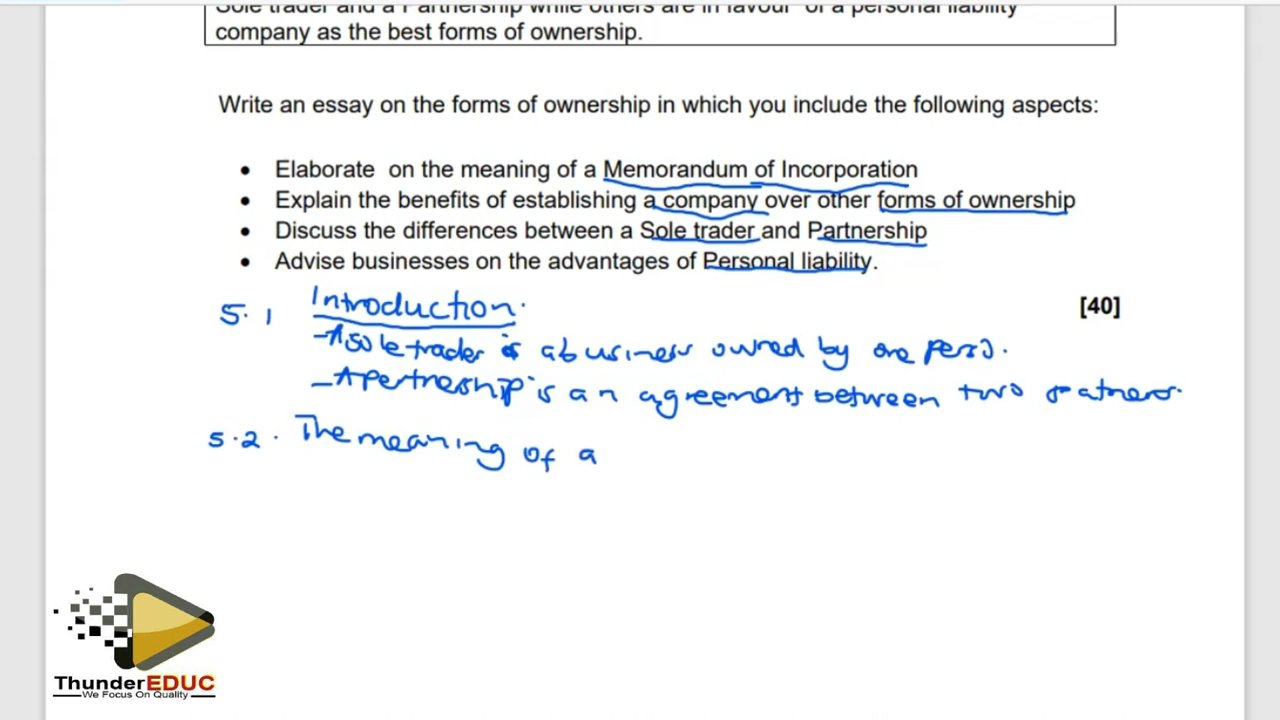 Sole trader and a Partnership while others are in favour of a personal liability
company as the best forms of ownership.
Write an essay on the forms of ownership in which you include the following aspects:
• Elaborate on the meaning of a Memorandum of Incorporation
• Explain the benefits of establishing a company over other forms of ownership
• Discuss the differences between a Sole trader and Partnership
• Advise businesses on the advantages of Personal liability.
[40]
5.1 Introduction.
- A sole trader is a business owned by one
- A Partnership is an agreement between two
5.2. The meaning of a
ThunderEDUC
We Focus On Quality